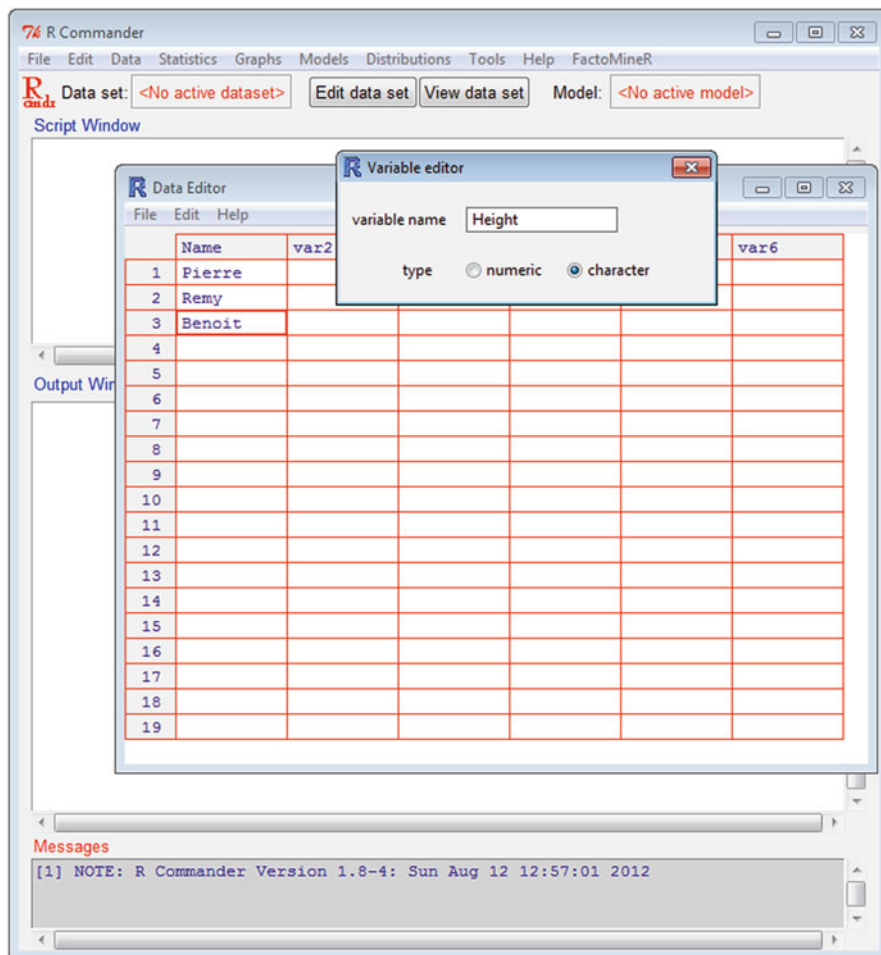 R Commander
File Edit Data Statistics Graphs Models Distributions Tools Help FactoMineR
R cmdr Data set: <No active dataset> Edit data set View data set Model: <No active model>
Script Window
Variable editor
variable name Height
type numeric character
Data Editor
File Edit Help
Name var2 var6
1 Pierre
2 Remy
3 Benoit
4
5
6
7
8
9
10
11
12
13
14
15
16
17
18
19
Output Wir
Messages
[1] NOTE: R Commander Version 1.8-4: Sun Aug 12 12:57:01 2012